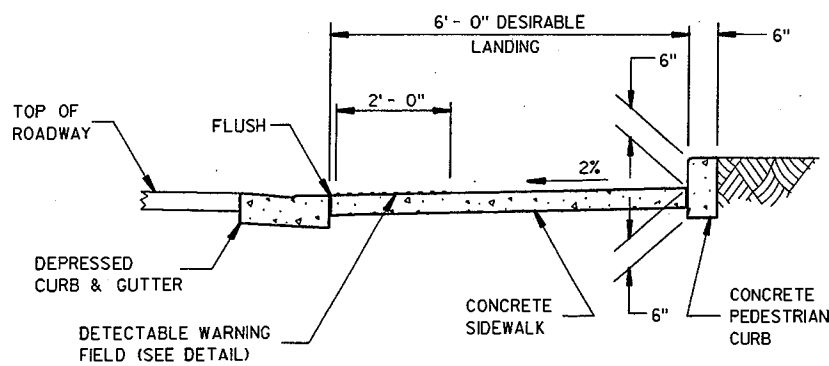 6'- 0" DESIRABLE
LANDING
6"
6"
2'- 0"
TOP OF
ROADWAY
FLUSH
2%
DEPRESSED
CURB & GUTTER
DETECTABLE WARNING
FIELD (SEE DETAIL)
CONCRETE
SIDEWALK
6"
CONCRETE
PEDESTRIAN
CURB